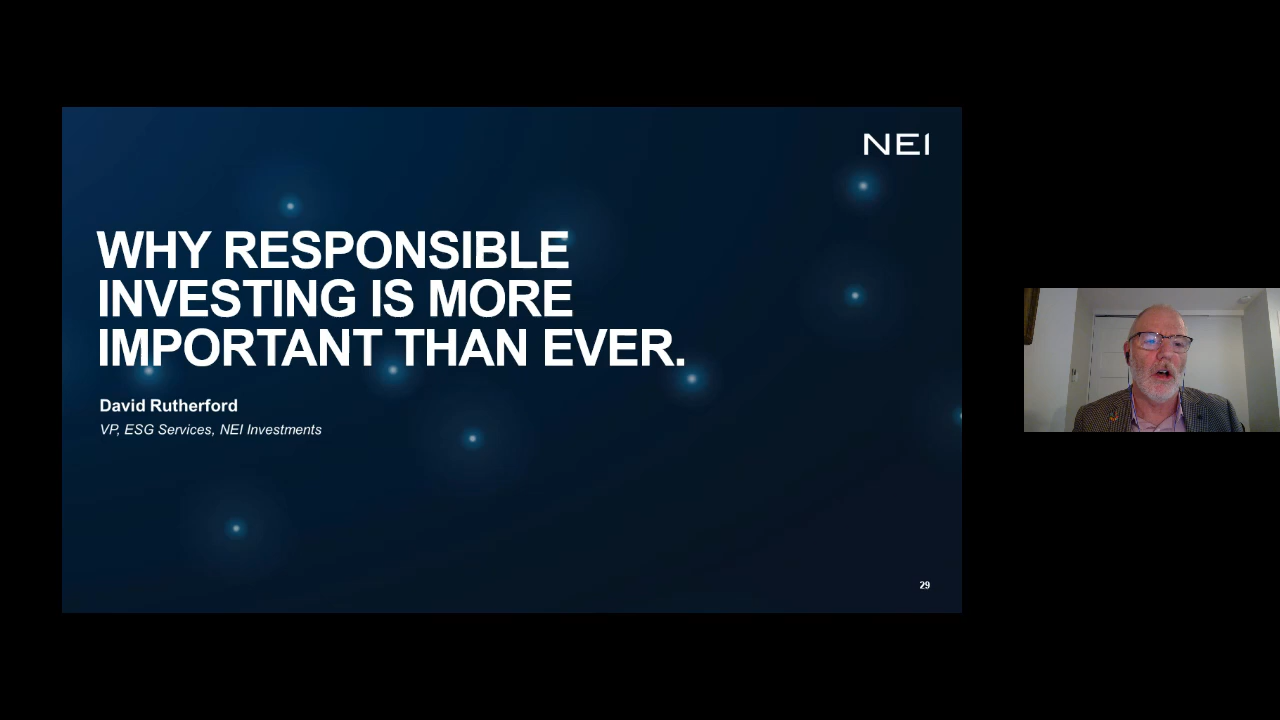 NEI
WHY RESPONSIBLE
INVESTING IS MORE
IMPORTANT THAN EVER.
David Rutherford
VP, ESG Services, NEI Investments
29